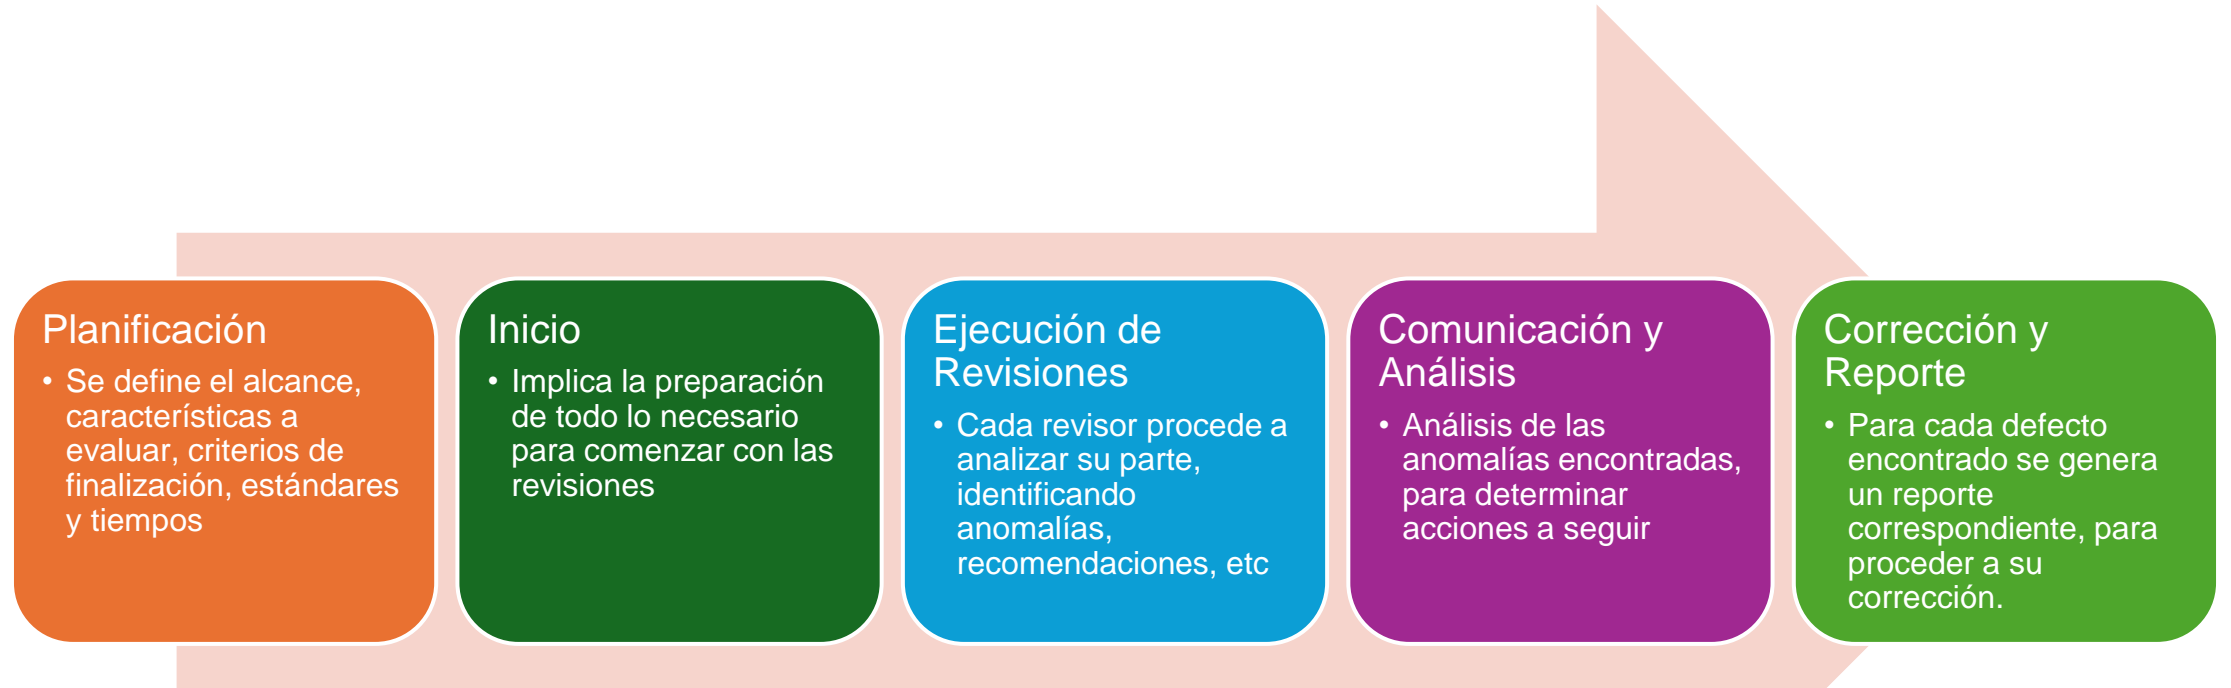 Planificación
• Se define el alcance,
características a
evaluar, criterios de
finalización, estándares
y tiempos
Inicio
• Implica la preparación
de todo lo necesario
para comenzar con las
revisiones
Ejecución de
Revisiones
• Cada revisor procede a
analizar su parte,
identificando
anomalías,
recomendaciones, etc
Comunicación y
Análisis
• Análisis de las
anomalías encontradas,
para determinar
acciones a seguir
Corrección y
Reporte
• Para cada defecto
encontrado se genera
un reporte
correspondiente, para
proceder a su
corrección.